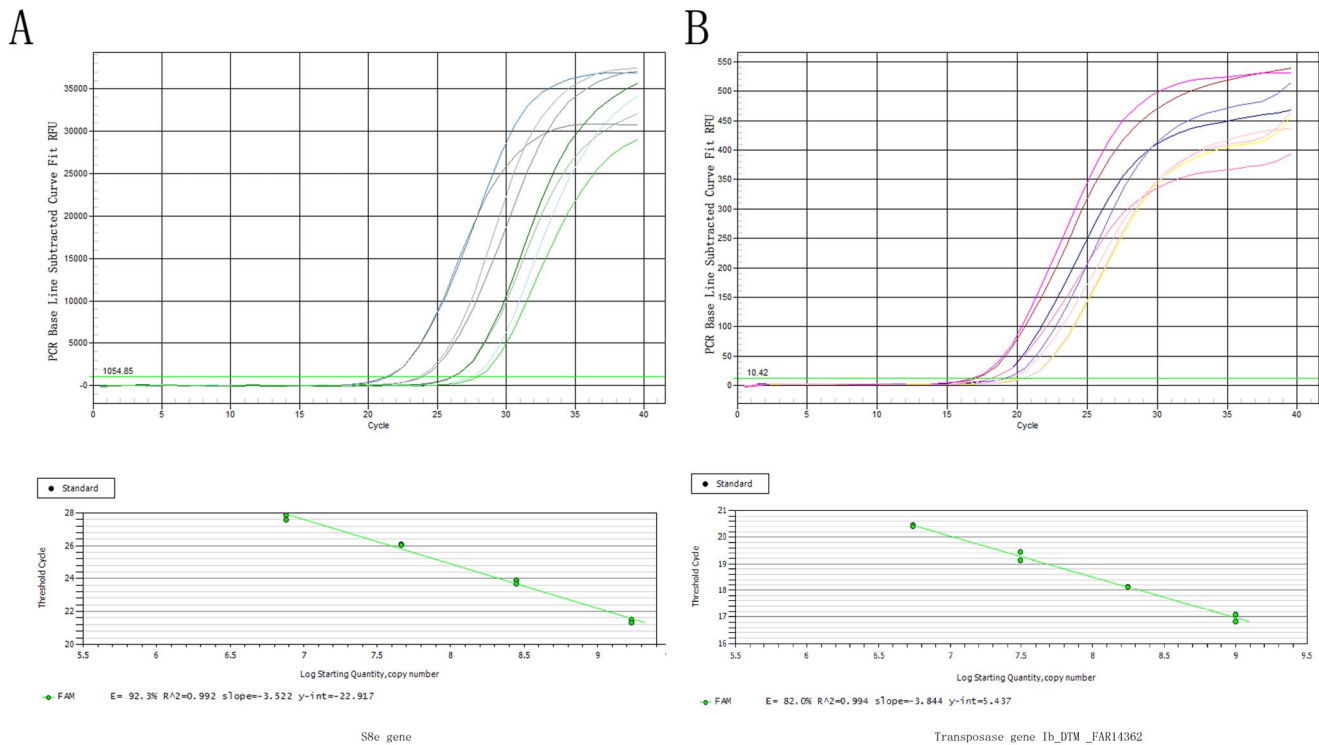 A
PCR Base Line Subtracted Curve Fit RFU
35000
30000
25000
20000
15000
10000
5000
-0
1054.85
0 5 10 15 20 25 30 35 40
Cycle
B
PCR Base Line Subtracted Curve Fit RFU
550
500
450
400
350
300
250
200
150
100
50
0
10.42
0 5 10 15 20 25 30 35 40
Cycle
Standard
Threshold Cycle
28
26
24
22
20
5.5 6 6.5 7 7.5 8 8.5 9
Log Starting Quantity,copy number
FAM E= 92.3% R^2=0.992 slope=-3.522 y-int=-22.917
S8e gene
Standard
Threshold Cycle
21
20
19
18
17
16
5.5 6 6.5 7 7.5 8 8.5 9 9.5
Log Starting Quantity,copy number
FAM E= 82.0% R^2=0.994 slope=-3.844 y-int=5.437
Transposase gene Ib_DTM _FAR14362